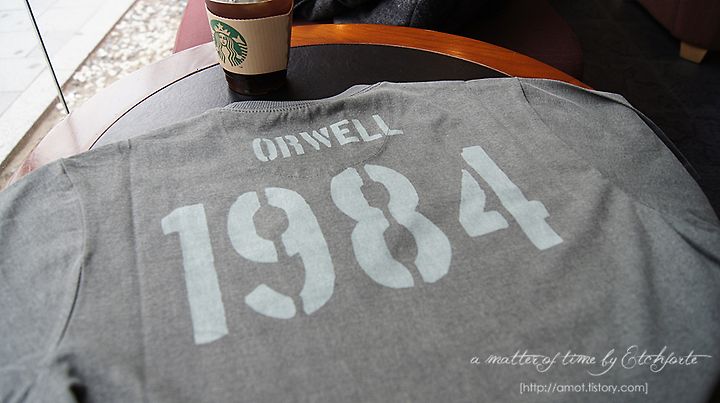 ORWELL
1984
a matter of time by Etchforte
[http://amot.tistory.com]